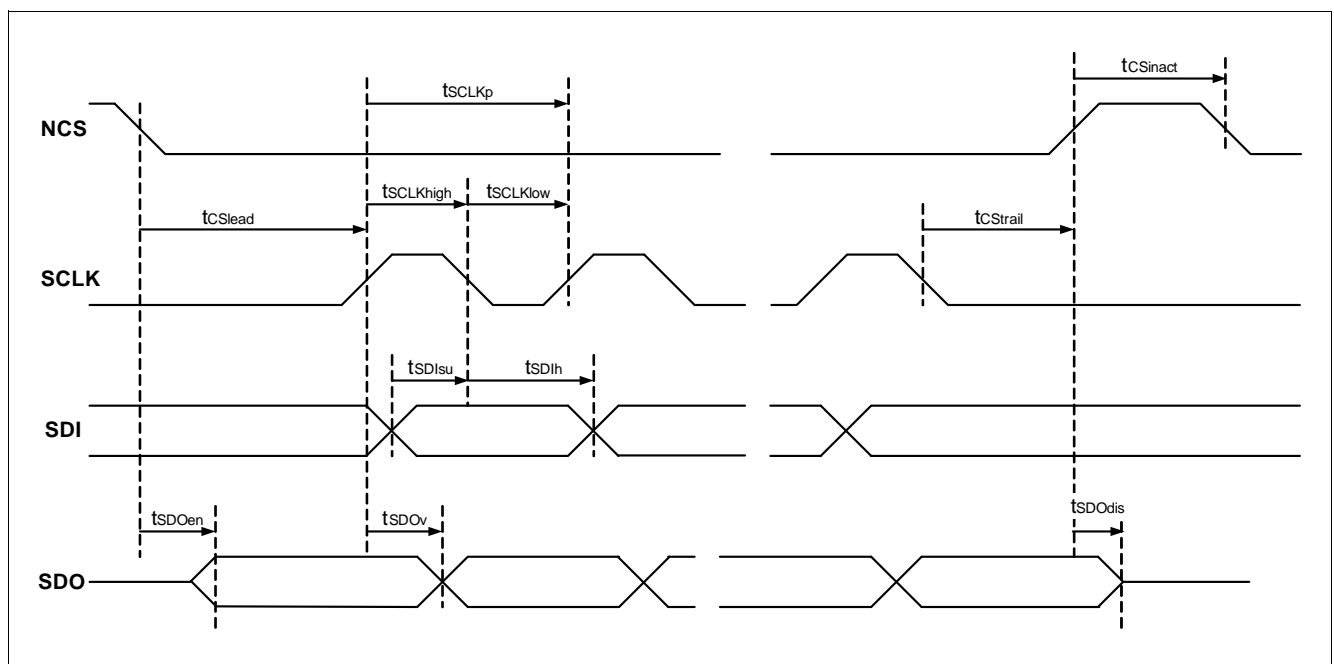 tCSinact
tSCLKp
NCS
tSCLKhigh
tSCLKlow
tCSlead
tCStrail
SCLK
tSDIsu
tSDIh
SDI
tSDOen
tSDOv
tSDOdis
SDO